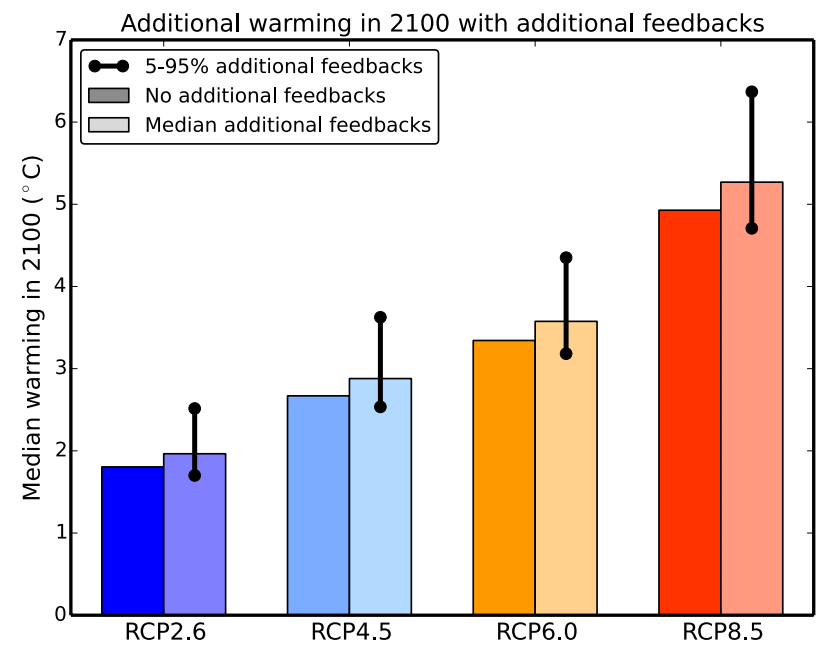 Additional warming in 2100 with additional feedbacks
7
6
5
4
3
2
1
0
Median warming in 2100 (°C)
5-95% additional feedbacks
No additional feedbacks
Median additional feedbacks
RCP2.6 RCP4.5 RCP6.0 RCP8.5